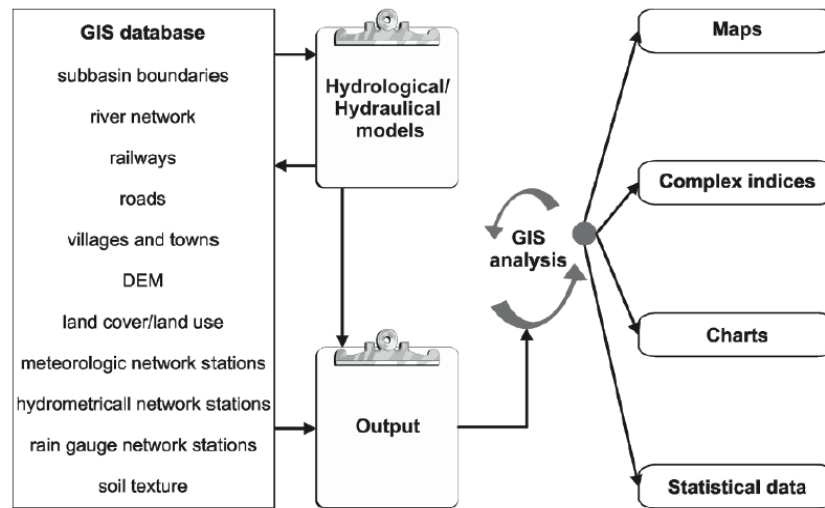 GIS database
subbasin boundaries
river network
railways
roads
villages and towns
DEM
land cover/land use
meteorologic network stations
hydrometricall network stations
rain gauge network stations
soil texture
Hydrological/
Hydraulical
models
Output
GIS
analysis
Maps
Complex indices
Charts
Statistical data